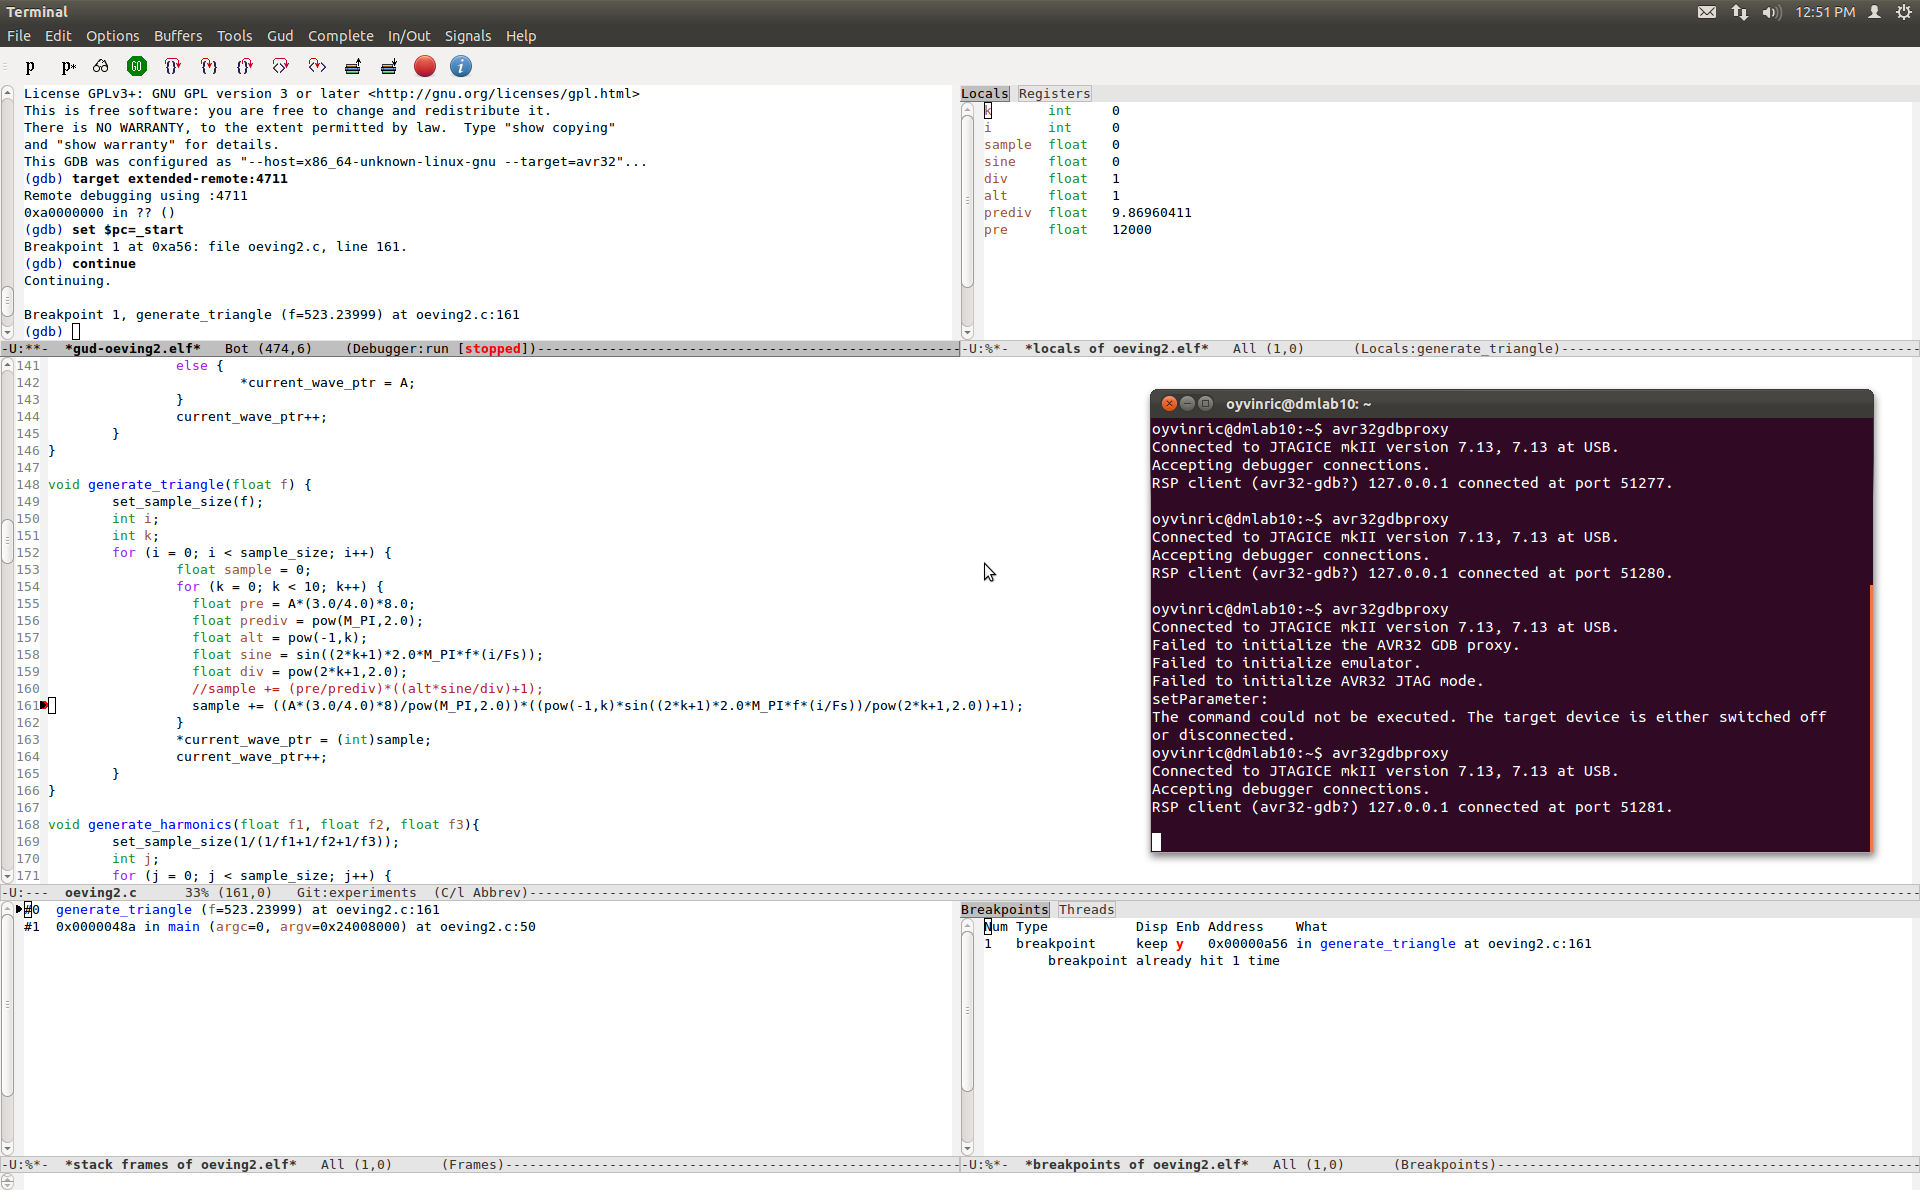 Terminal
12:51 PM
File Edit Options Buffers Tools Gud Complete In/Out Signals Help
p p* GO i
License GPLv3+: GNU GPL version 3 or later <http://gnu.org/licenses/gpl.html>
This is free software: you are free to change and redistribute it.
There is NO WARRANTY, to the extent permitted by law.  Type "show copying"
and "show warranty" for details.
This GDB was configured as "--host=x86_64-unknown-linux-gnu --target=avr32"...
(gdb) target extended-remote:4711
Remote debugging using :4711
0xa0000000 in ?? ()
(gdb) set $pc=_start
Breakpoint 1 at 0xa56: file oeving2.c, line 161.
(gdb) continue
Continuing.
Breakpoint 1, generate_triangle (f=523.23999) at oeving2.c:161
(gdb)
-U:**-  *gud-oeving2.elf*   Bot (474,6)    (Debugger:run [stopped])
Locals Registers
k int 0
i int 0
sample float 0
sine float 0
div float 1
alt float 1
prediv float 9.86960411
pre float 12000
-U:%*-  *locals of oeving2.elf*   All (1,0)      (Locals:generate_triangle)
141 else {
142 *current_wave_ptr = A;
143 }
144 current_wave_ptr++;
145 }
146 }
147
148 void generate_triangle(float f) {
149 set_sample_size(f);
150 int i;
151 int k;
152 for (i = 0; i < sample_size; i++) {
153 float sample = 0;
154 for (k = 0; k < 10; k++) {
155 float pre = A*(3.0/4.0)*8.0;
156 float prediv = pow(M_PI,2.0);
157 float alt = pow(-1,k);
158 float sine = sin((2*k+1)*2.0*M_PI*f*(i/Fs));
159 float div = pow(2*k+1,2.0);
160 //sample += (pre/prediv)*((alt*sine/div)+1);
161 sample += ((A*(3.0/4.0)*8)/pow(M_PI,2.0))*((pow(-1,k)*sin((2*k+1)*2.0*M_PI*f*(i/Fs))/pow(2*k+1,2.0))+1);
162 }
163 *current_wave_ptr = (int)sample;
164 current_wave_ptr++;
165 }
166 }
167
168 void generate_harmonics(float f1, float f2, float f3){
169 set_sample_size(1/(1/f1+1/f2+1/f3));
170 int j;
171 for (j = 0; j < sample_size; j++) {
-U:---  oeving2.c      33% (161,0)   Git:experiments  (C/l Abbrev)
oyvinric@dmlab10: ~
oyvinric@dmlab10:~$ avr32gdbproxy
Connected to JTAGICE mkII version 7.13, 7.13 at USB.
Accepting debugger connections.
RSP client (avr32-gdb?) 127.0.0.1 connected at port 51277.
oyvinric@dmlab10:~$ avr32gdbproxy
Connected to JTAGICE mkII version 7.13, 7.13 at USB.
Accepting debugger connections.
RSP client (avr32-gdb?) 127.0.0.1 connected at port 51280.
oyvinric@dmlab10:~$ avr32gdbproxy
Connected to JTAGICE mkII version 7.13, 7.13 at USB.
Failed to initialize the AVR32 GDB proxy.
Failed to initialize emulator.
Failed to initialize AVR32 JTAG mode.
setParameter:
The command could not be executed. The target device is either switched off
or disconnected.
oyvinric@dmlab10:~$ avr32gdbproxy
Connected to JTAGICE mkII version 7.13, 7.13 at USB.
Accepting debugger connections.
RSP client (avr32-gdb?) 127.0.0.1 connected at port 51281.
#0  generate_triangle (f=523.23999) at oeving2.c:161
#1  0x0000048a in main (argc=0, argv=0x24008000) at oeving2.c:50
-U:%*-  *stack frames of oeving2.elf*   All (1,0)      (Frames)
Breakpoints Threads
Num Type Disp Enb Address What
1 breakpoint keep y 0x00000a56 in generate_triangle at oeving2.c:161
breakpoint already hit 1 time
-U:%*-  *breakpoints of oeving2.elf*   All (1,0)      (Breakpoints)